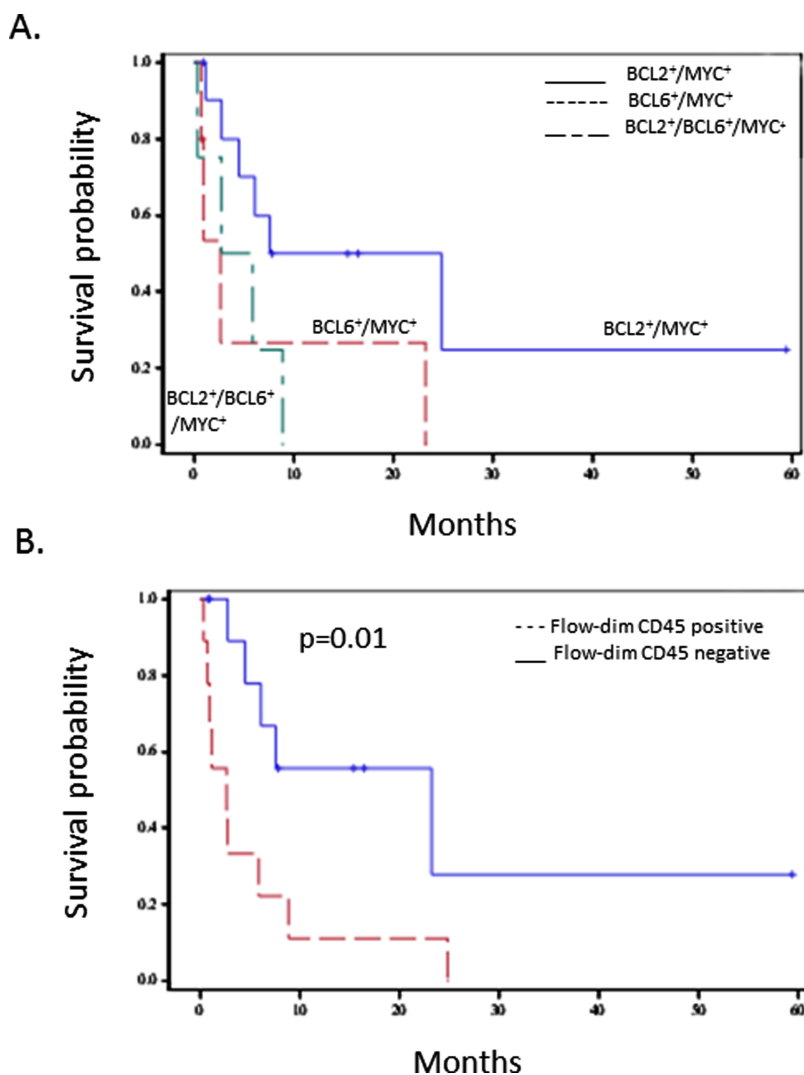 A.
1.0
0.8
0.6
0.4
0.2
0.0
Survival probability
BCL2⁺/MYC⁺
BCL6⁺/MYC⁺
BCL2⁺/BCL6⁺/MYC⁺
BCL6⁺/MYC⁺
BCL2⁺/MYC⁺
BCL2⁺/BCL6⁺
/MYC⁺
0 10 20 30 40 50 60
Months
B.
1.0
0.8
0.6
0.4
0.2
0.0
Survival probability
p=0.01
Flow-dim CD45 positive
Flow-dim CD45 negative
0 10 20 30 40 50 60
Months